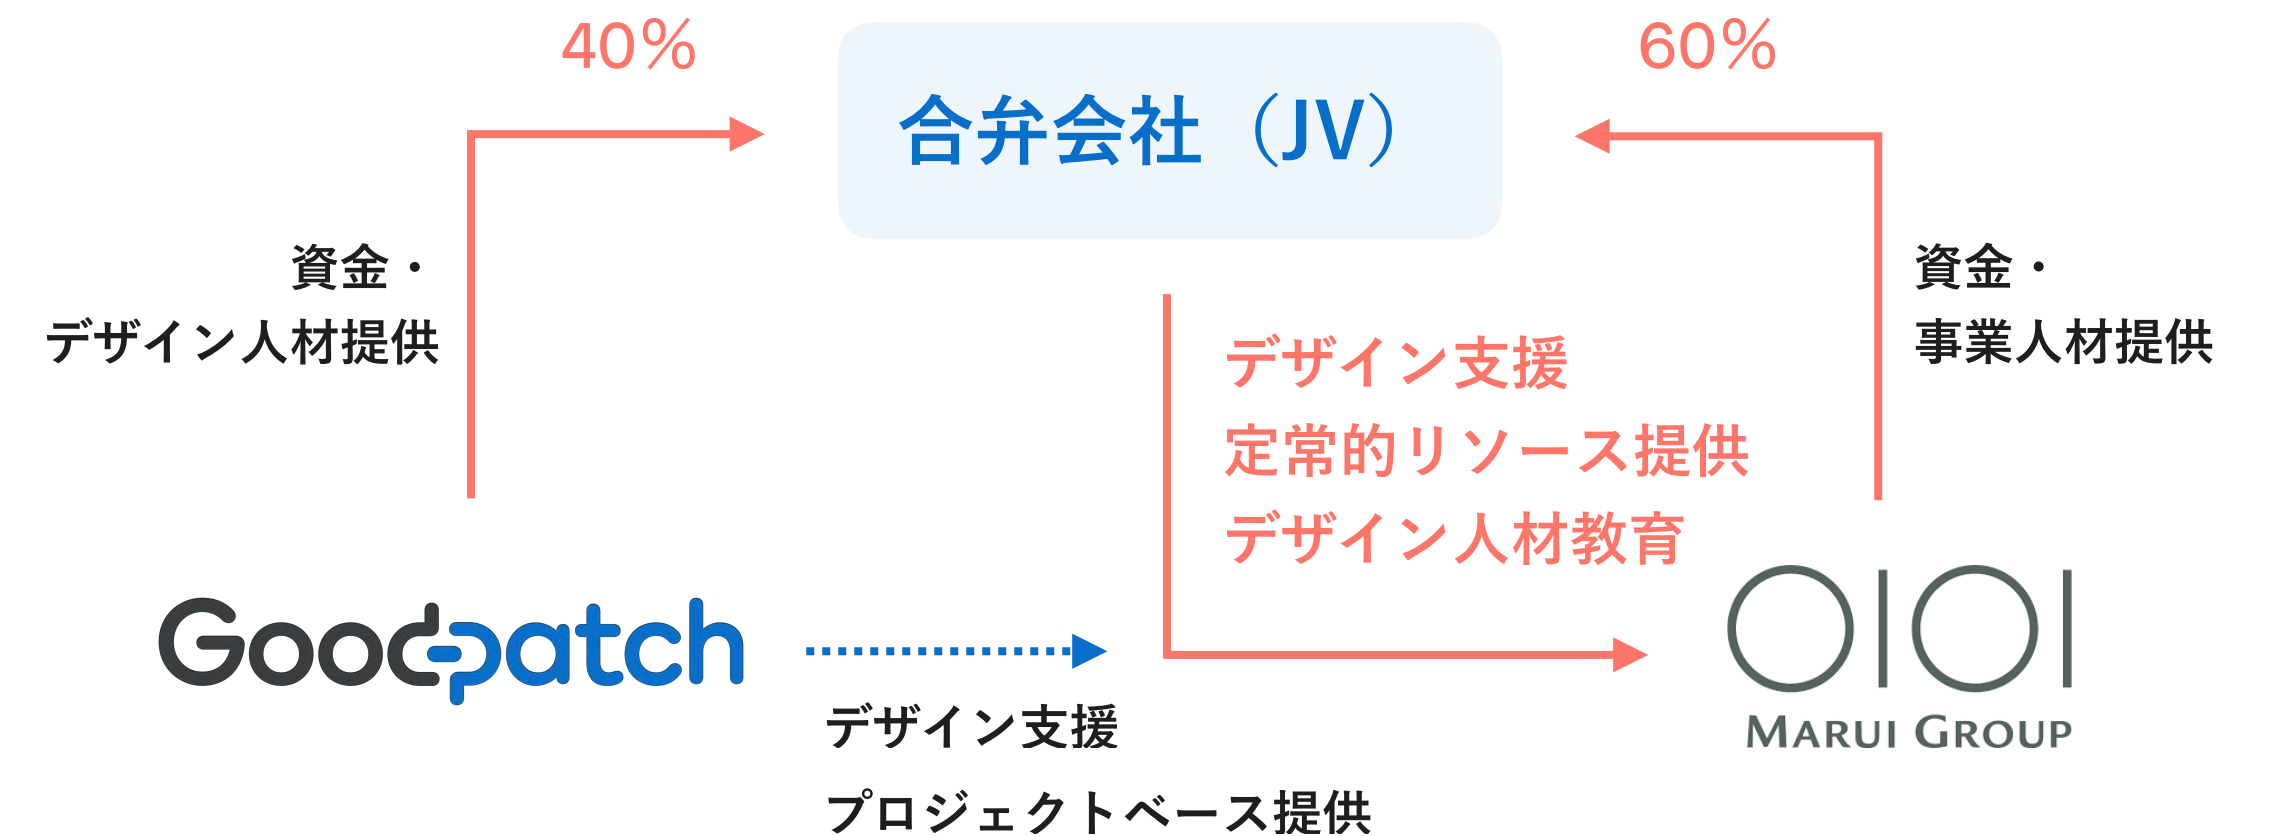 40%
合弁会社（JV）
60%
資金・
デザイン人材提供
資金・
事業人材提供
デザイン支援
定常的リソース提供
デザイン人材教育
Goodpatch
OIOI
MARUI GROUP
デザイン支援
プロジェクトベース提供